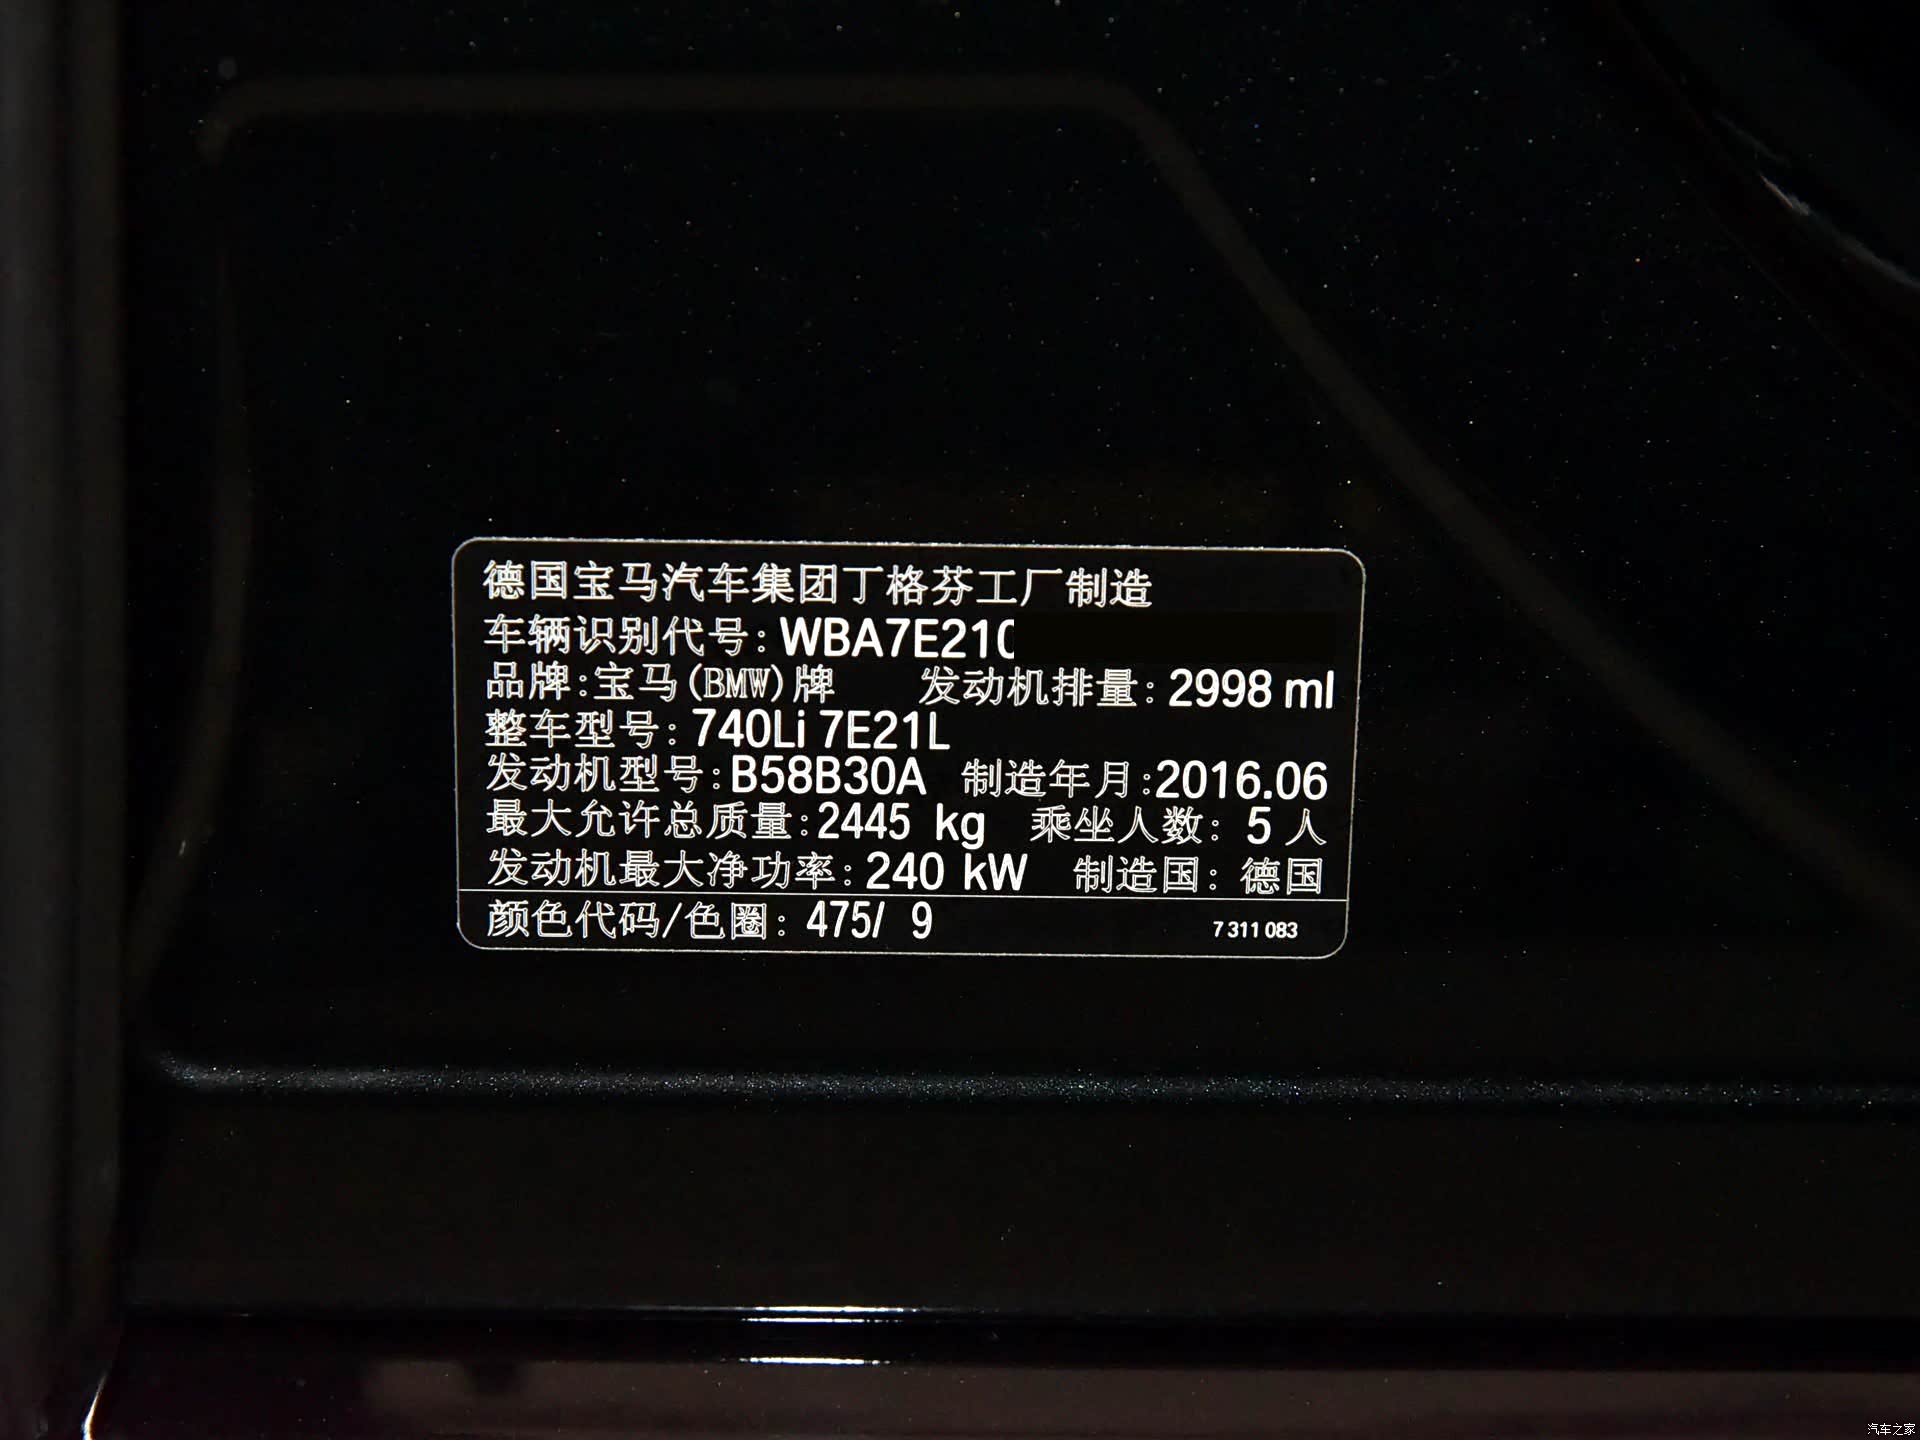 德国宝马汽车集团丁格芬工厂制造
车辆识别代号:WBA7E210
品牌:宝马(BMW)牌 发动机排量:2998 ml
整车型号:740Li 7E21L
发动机型号:B58B30A 制造年月:2016.06
最大允许总质量:2445 kg 乘坐人数: 5 人
发动机最大净功率:240 kW 制造国: 德国
颜色代码/色圈: 475/ 9 7 311 083
汽车之家